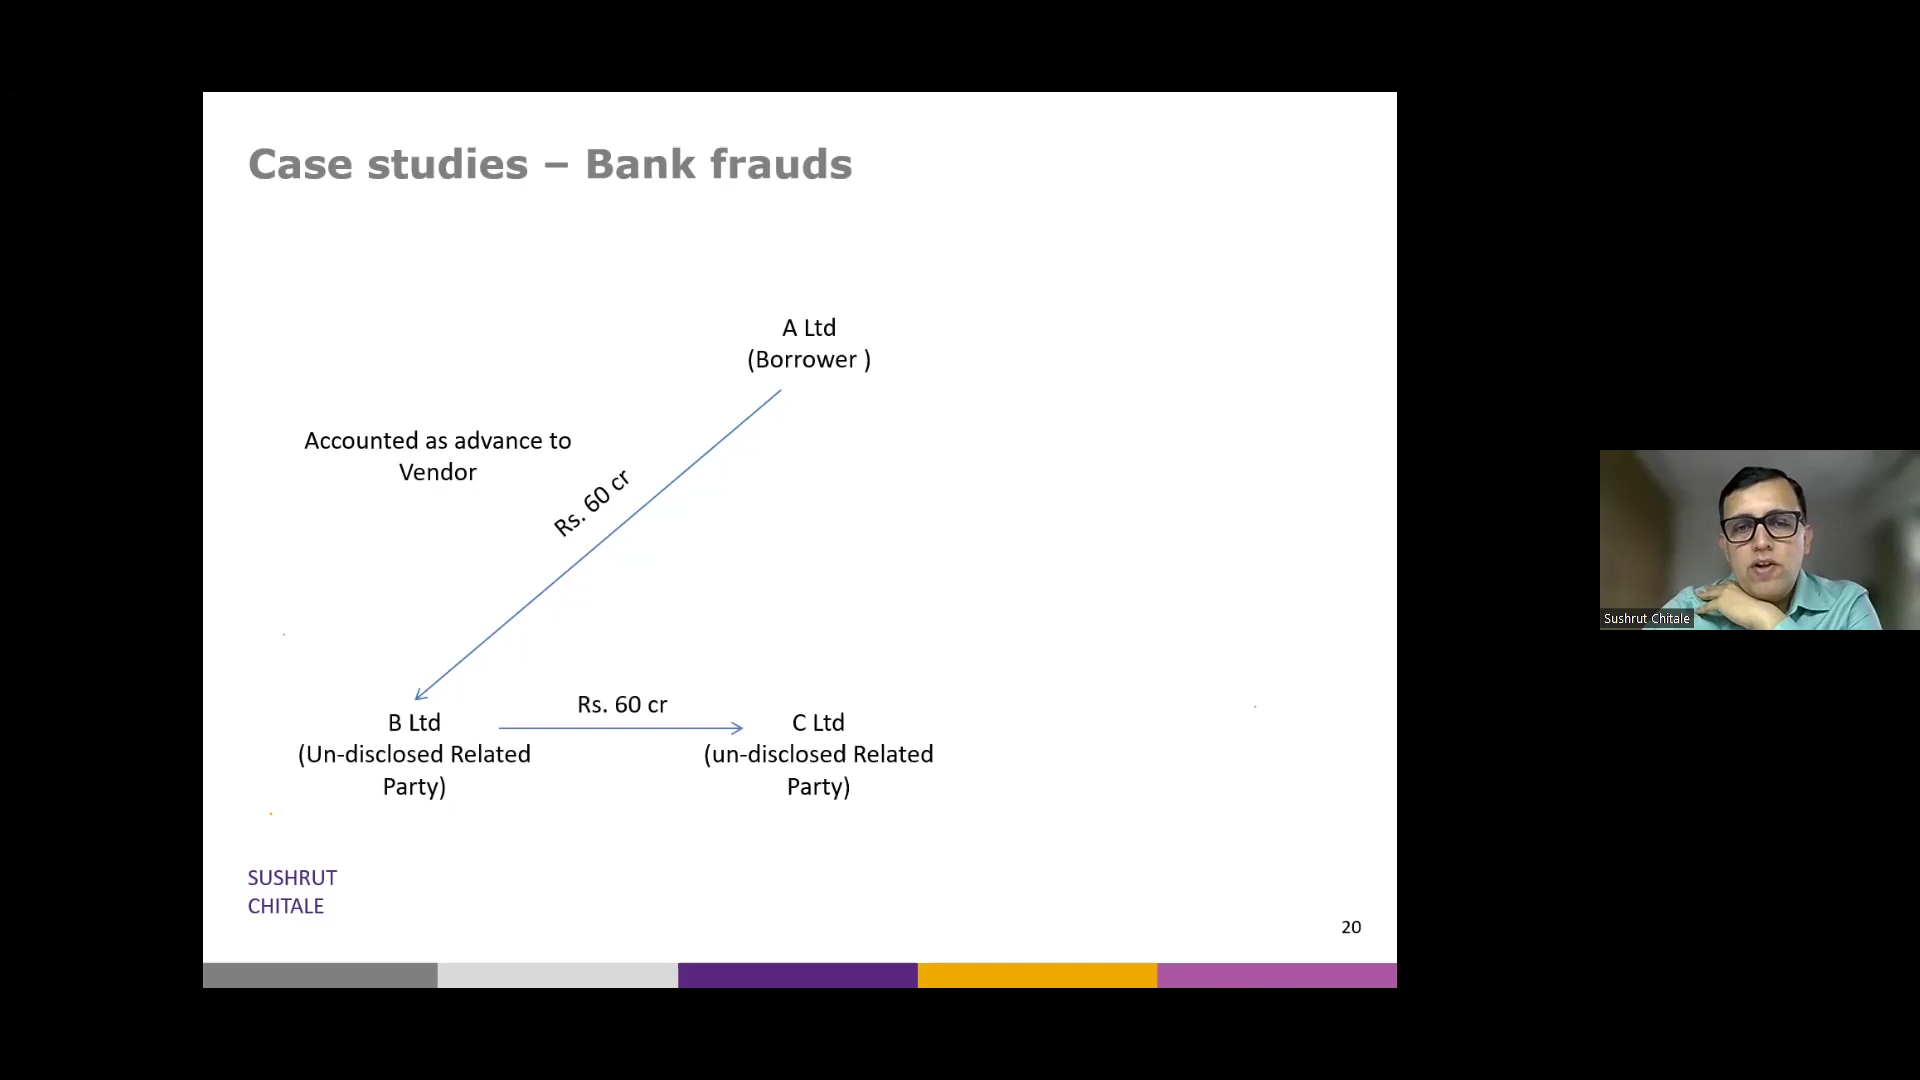 Case studies – Bank frauds
A Ltd
(Borrower )
Accounted as advance to
Vendor
Rs. 60 cr
Rs. 60 cr
B Ltd
(Un-disclosed Related
Party)
C Ltd
(un-disclosed Related
Party)
SUSHRUT
CHITALE
20
Sushrut Chitale